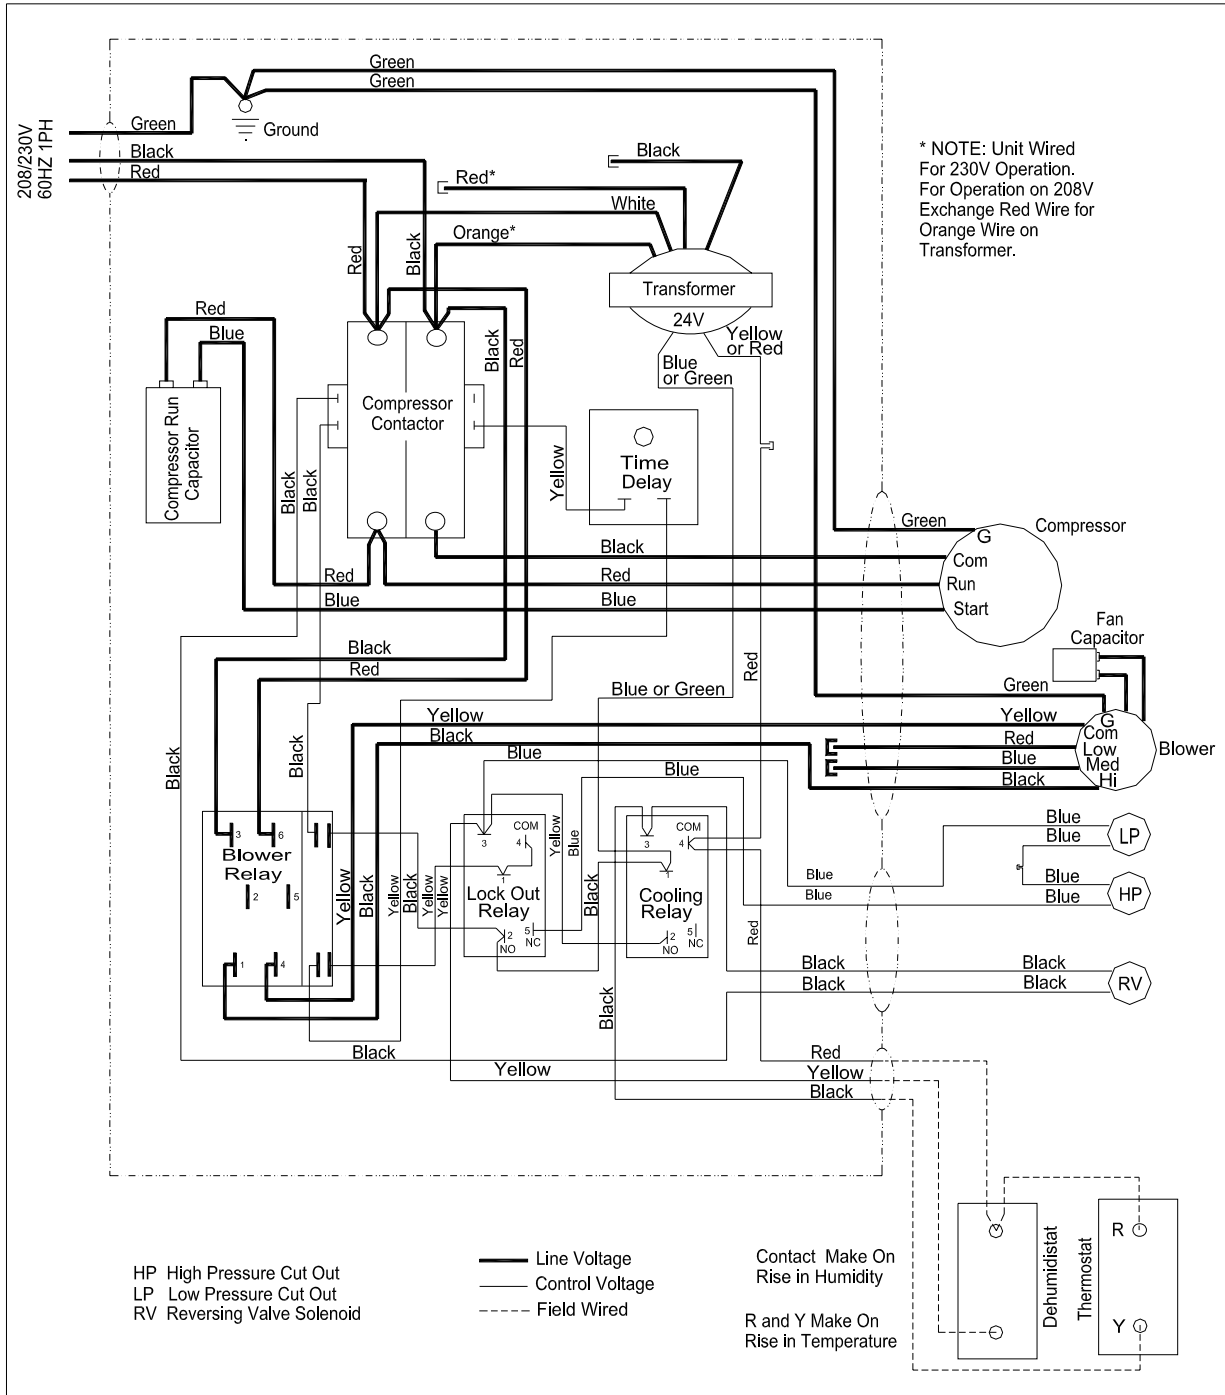 Green
Green
Green
Ground
208/230V
60HZ 1PH
Black
Red
Black
Red*
White
Orange*
* NOTE: Unit Wired
For 230V Operation.
For Operation on 208V
Exchange Red Wire for
Orange Wire on
Transformer.
Red
Black
Transformer
24V
Yellow
or Red
Blue
or Green
Red
Blue
Black
Red
Compressor Run
Capacitor
Compressor
Contactor
Time
Delay
Yellow
Black
Black
Green
Compressor
G
Com
Run
Start
Black
Red
Red
Blue
Blue
Fan
Capacitor
Black
Red
Red
Blue or Green
Green
Yellow
Yellow
Black
G
Com
Low
Med
Hi
Red
Blue
Black
Blower
Black
Black
Blue
Blue
3
6
Blower
Relay
2
5
1
4
Yellow
Black
Yellow
Black
Yellow
Yellow
COM
3
4
1
Lock Out
Relay
2
NO
5
NC
Yellow
Blue
Black
COM
3
4
1
Cooling
Relay
2
NO
5
NC
Red
Blue
Blue
Blue
Blue
LP
Blue
Blue
HP
Black
Black
Black
Black
RV
Black
Black
Yellow
Red
Yellow
Black
R
Y
Dehumidistat
Thermostat
HP High Pressure Cut Out
LP Low Pressure Cut Out
RV Reversing Valve Solenoid
Line Voltage
Control Voltage
Field Wired
Contact Make On
Rise in Humidity
R and Y Make On
Rise in Temperature